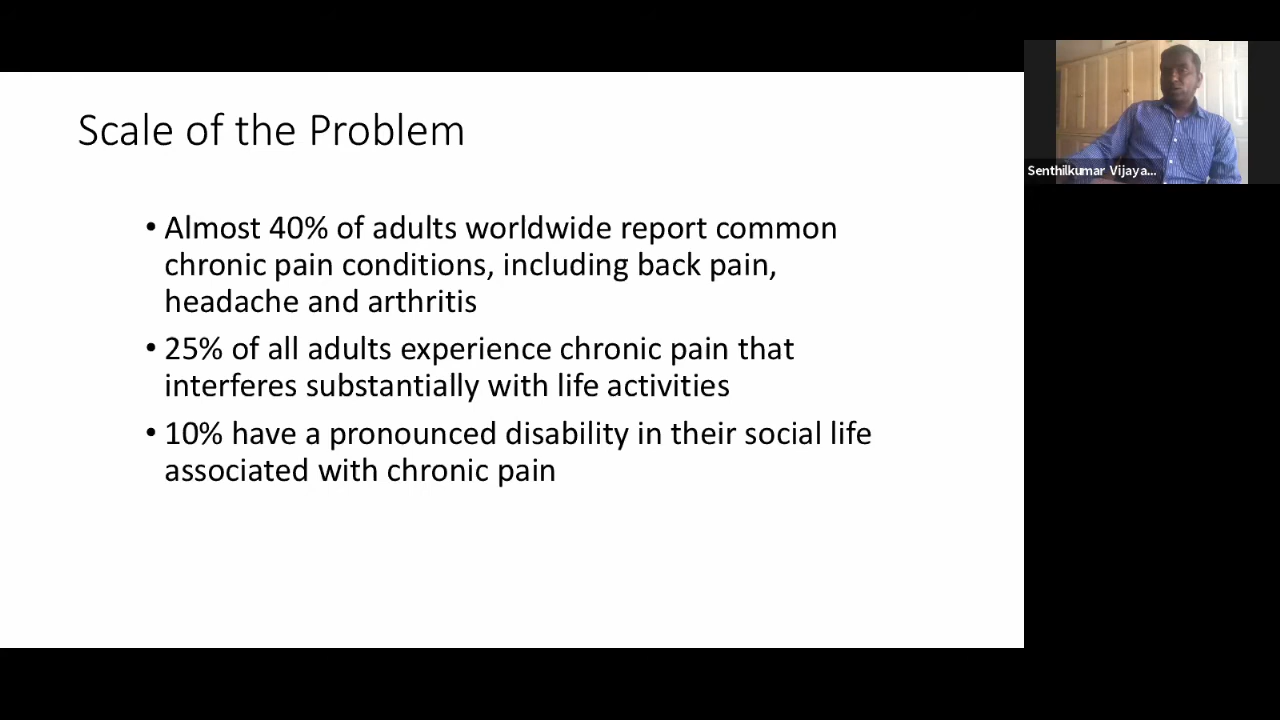 Scale of the Problem
• Almost 40% of adults worldwide report common
chronic pain conditions, including back pain,
headache and arthritis
• 25% of all adults experience chronic pain that
interferes substantially with life activities
• 10% have a pronounced disability in their social life
associated with chronic pain
Senthilkumar Vijaya...